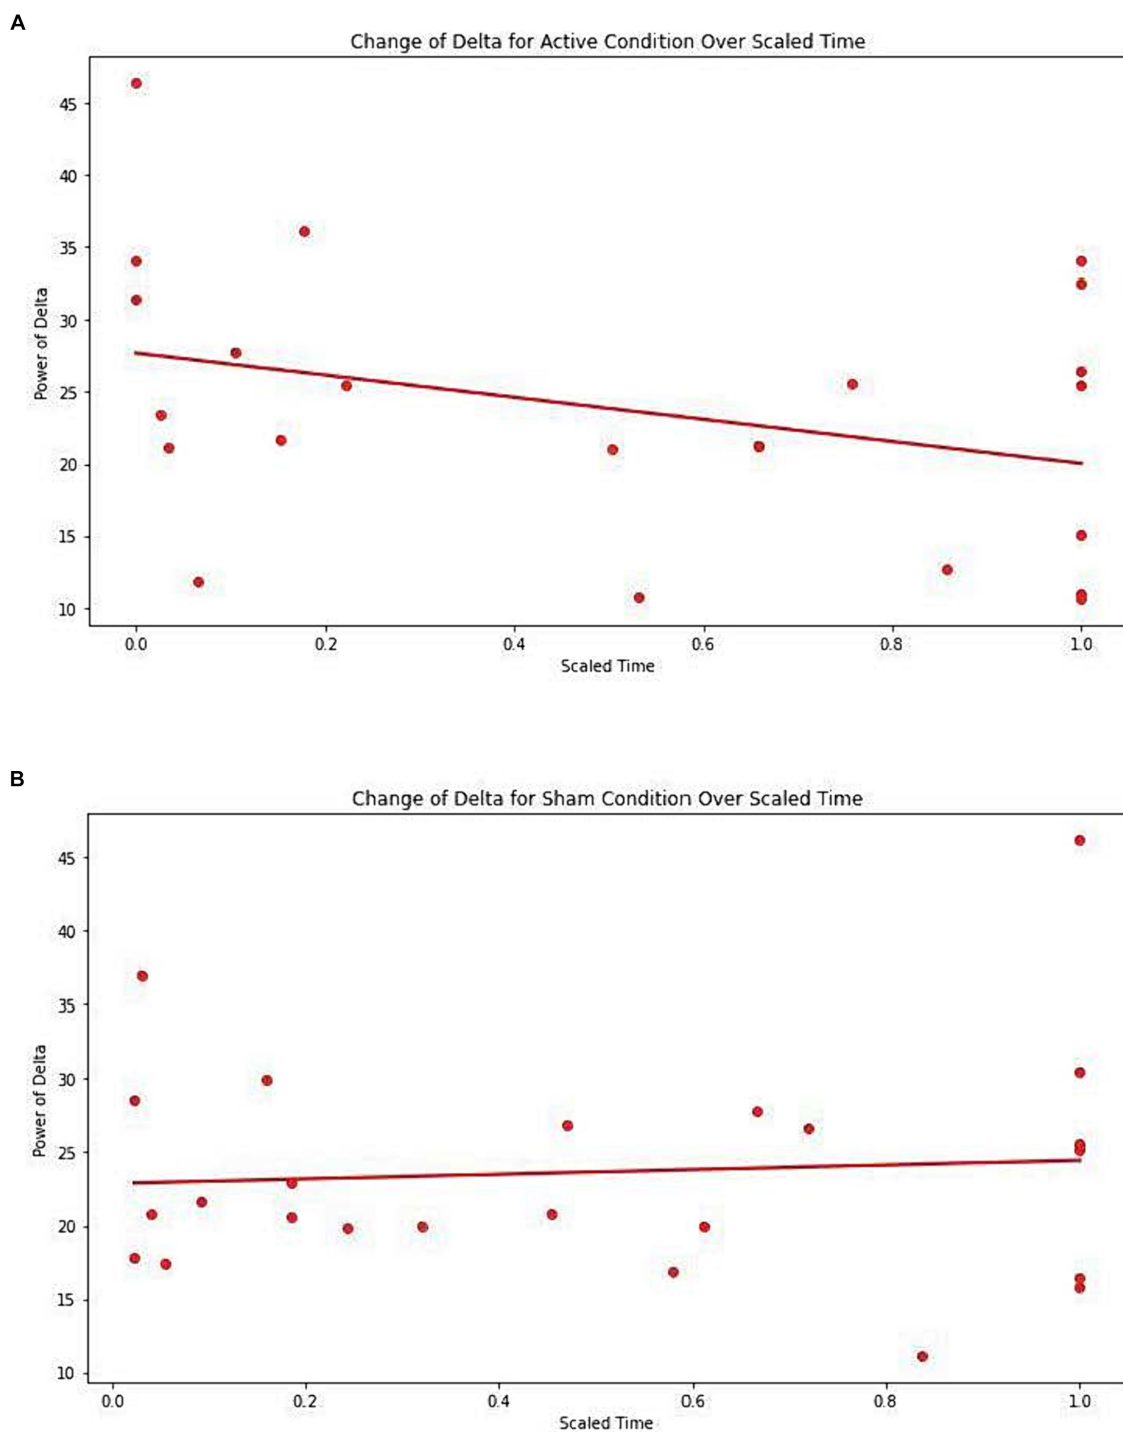 A
Change of Delta for Active Condition Over Scaled Time
45
40
35
30
25
20
15
10
Power of Delta
0.0 0.2 0.4 0.6 0.8 1.0
Scaled Time
B
Change of Delta for Sham Condition Over Scaled Time
45
40
35
30
25
20
15
10
Power of Delta
0.0 0.2 0.4 0.6 0.8 1.0
Scaled Time